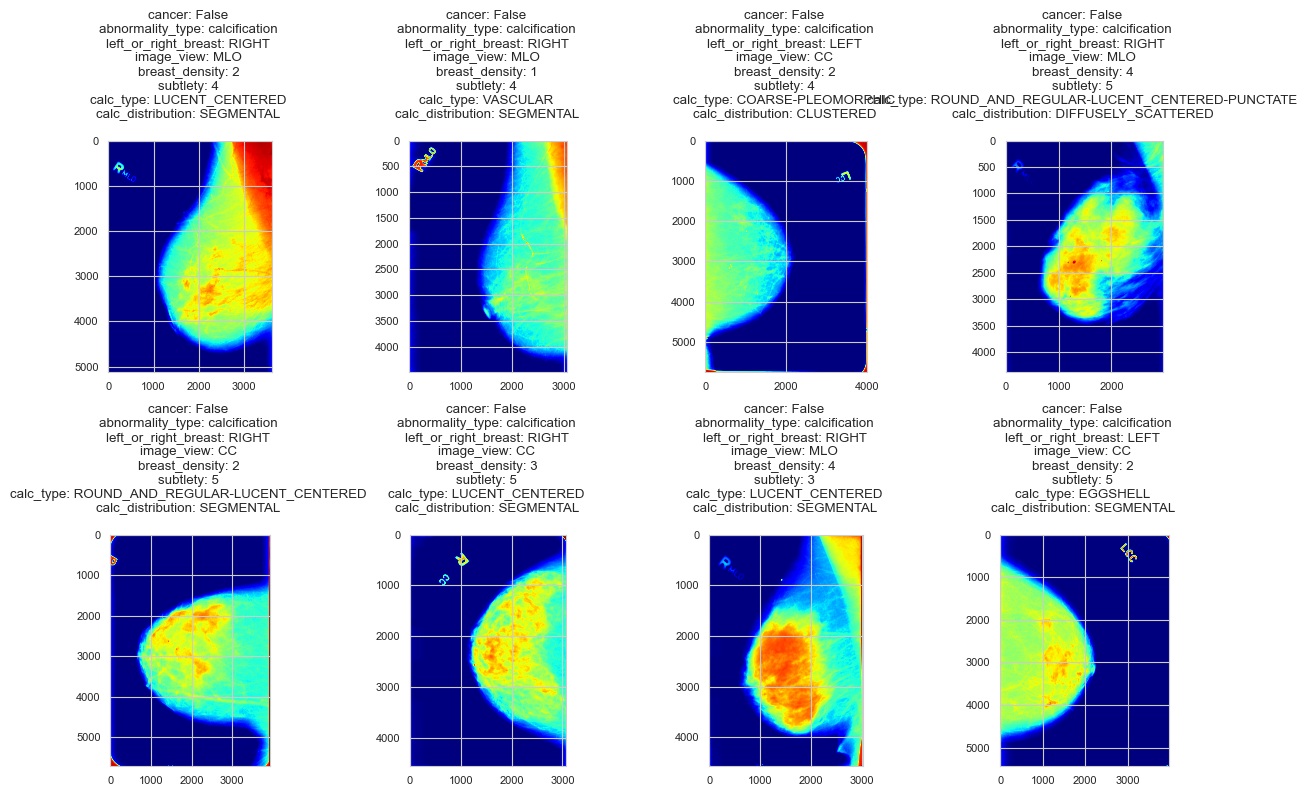 cancer: False
abnormality_type: calcification
left_or_right_breast: RIGHT
image_view: MLO
breast_density: 2
subtlety: 4
calc_type: LUCENT_CENTERED
calc_distribution: SEGMENTAL
0
1000
2000
3000
4000
5000
R
0 1000 2000 3000
cancer: False
abnormality_type: calcification
left_or_right_breast: RIGHT
image_view: MLO
breast_density: 1
subtlety: 4
calc_type: VASCULAR
calc_distribution: SEGMENTAL
0
500
1000
1500
2000
2500
3000
3500
4000
R MLO
0 1000 2000 3000
cancer: False
abnormality_type: calcification
left_or_right_breast: LEFT
image_view: CC
breast_density: 2
subtlety: 4
calc_type: COARSE-PLEOMORPHIC
calc_distribution: CLUSTERED
0
1000
2000
3000
4000
5000
L
CC
0 2000 4000
cancer: False
abnormality_type: calcification
left_or_right_breast: RIGHT
image_view: MLO
breast_density: 4
subtlety: 5
calc_type: ROUND_AND_REGULAR-LUCENT_CENTERED-PUNCTATE
calc_distribution: DIFFUSELY_SCATTERED
0
500
1000
1500
2000
2500
3000
3500
4000
R
0 1000 2000
cancer: False
abnormality_type: calcification
left_or_right_breast: RIGHT
image_view: CC
breast_density: 2
subtlety: 5
calc_type: ROUND_AND_REGULAR-LUCENT_CENTERED
calc_distribution: SEGMENTAL
0
1000
2000
3000
4000
5000
0 1000 2000 3000
cancer: False
abnormality_type: calcification
left_or_right_breast: RIGHT
image_view: CC
breast_density: 3
subtlety: 5
calc_type: LUCENT_CENTERED
calc_distribution: SEGMENTAL
0
1000
2000
3000
4000
R
CC
0 1000 2000 3000
cancer: False
abnormality_type: calcification
left_or_right_breast: RIGHT
image_view: MLO
breast_density: 4
subtlety: 3
calc_type: LUCENT_CENTERED
calc_distribution: SEGMENTAL
0
1000
2000
3000
4000
R
0 1000 2000 3000
cancer: False
abnormality_type: calcification
left_or_right_breast: LEFT
image_view: CC
breast_density: 2
subtlety: 5
calc_type: EGGSHELL
calc_distribution: SEGMENTAL
0
1000
2000
3000
4000
5000
L CC
0 1000 2000 3000